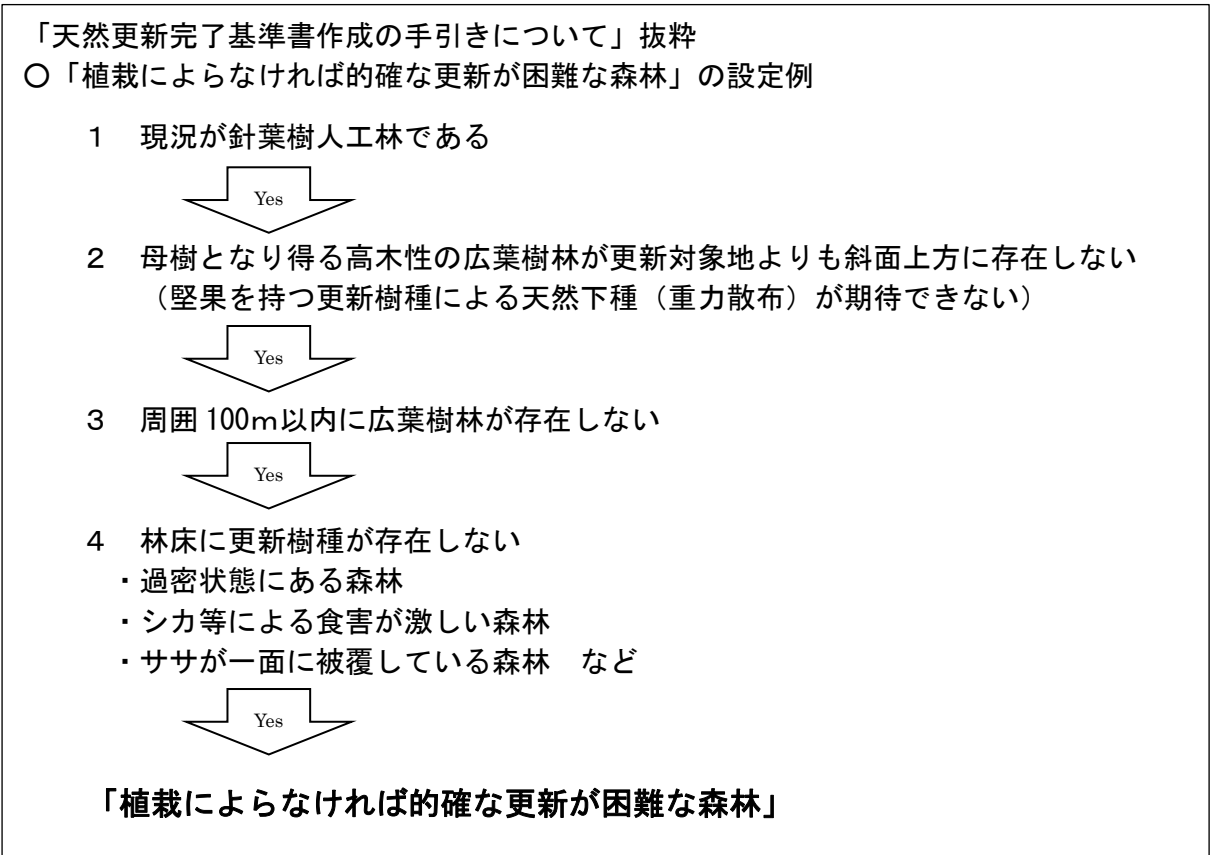 「天然更新完了基準書作成の手引きについて」抜粋
〇「植栽によらなければ的確な更新が困難な森林」の設定例
１　現況が針葉樹人工林である
Yes
２　母樹となり得る高木性の広葉樹林が更新対象地よりも斜面上方に存在しない
（堅果を持つ更新樹種による天然下種（重力散布）が期待できない）
Yes
３　周囲 100ｍ以内に広葉樹林が存在しない
Yes
４　林床に更新樹種が存在しない
・過密状態にある森林
・シカ等による食害が激しい森林
・ササが一面に被覆している森林　など
Yes
「植栽によらなければ的確な更新が困難な森林」